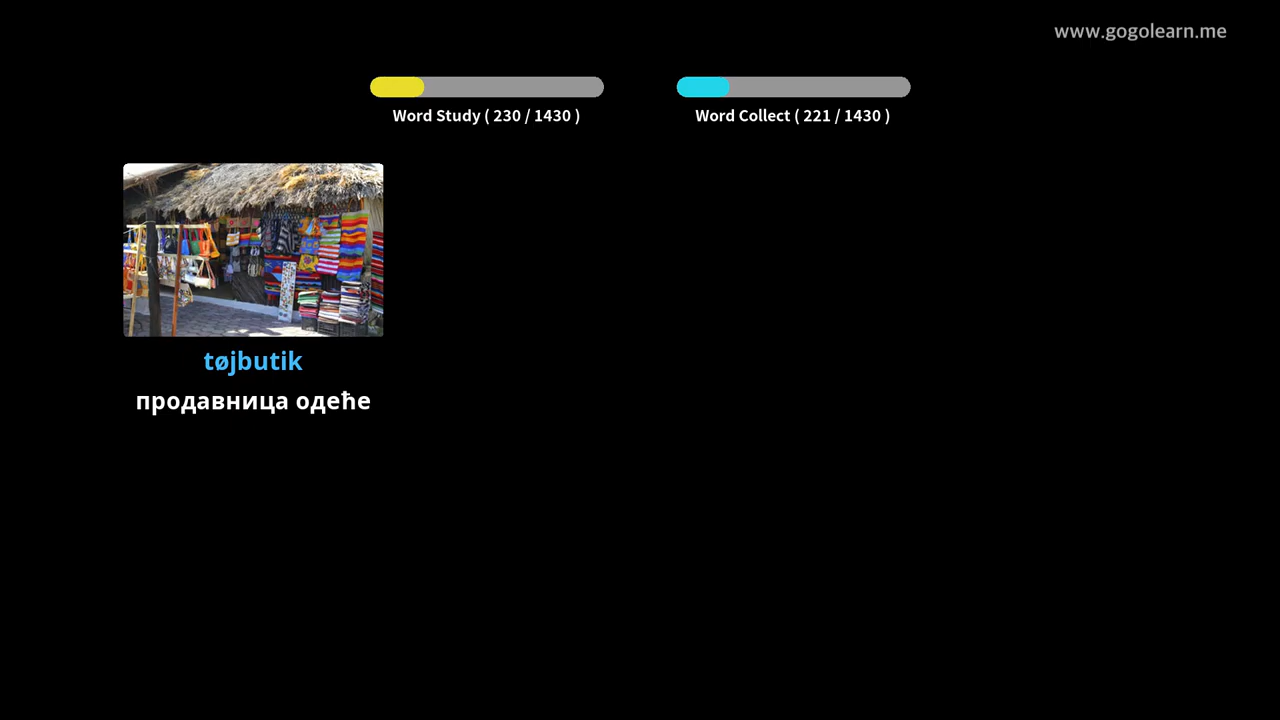 www.gogolearn.me
Word Study ( 230 / 1430 )
Word Collect ( 221 / 1430 )
tøjbutik
продавница одеће